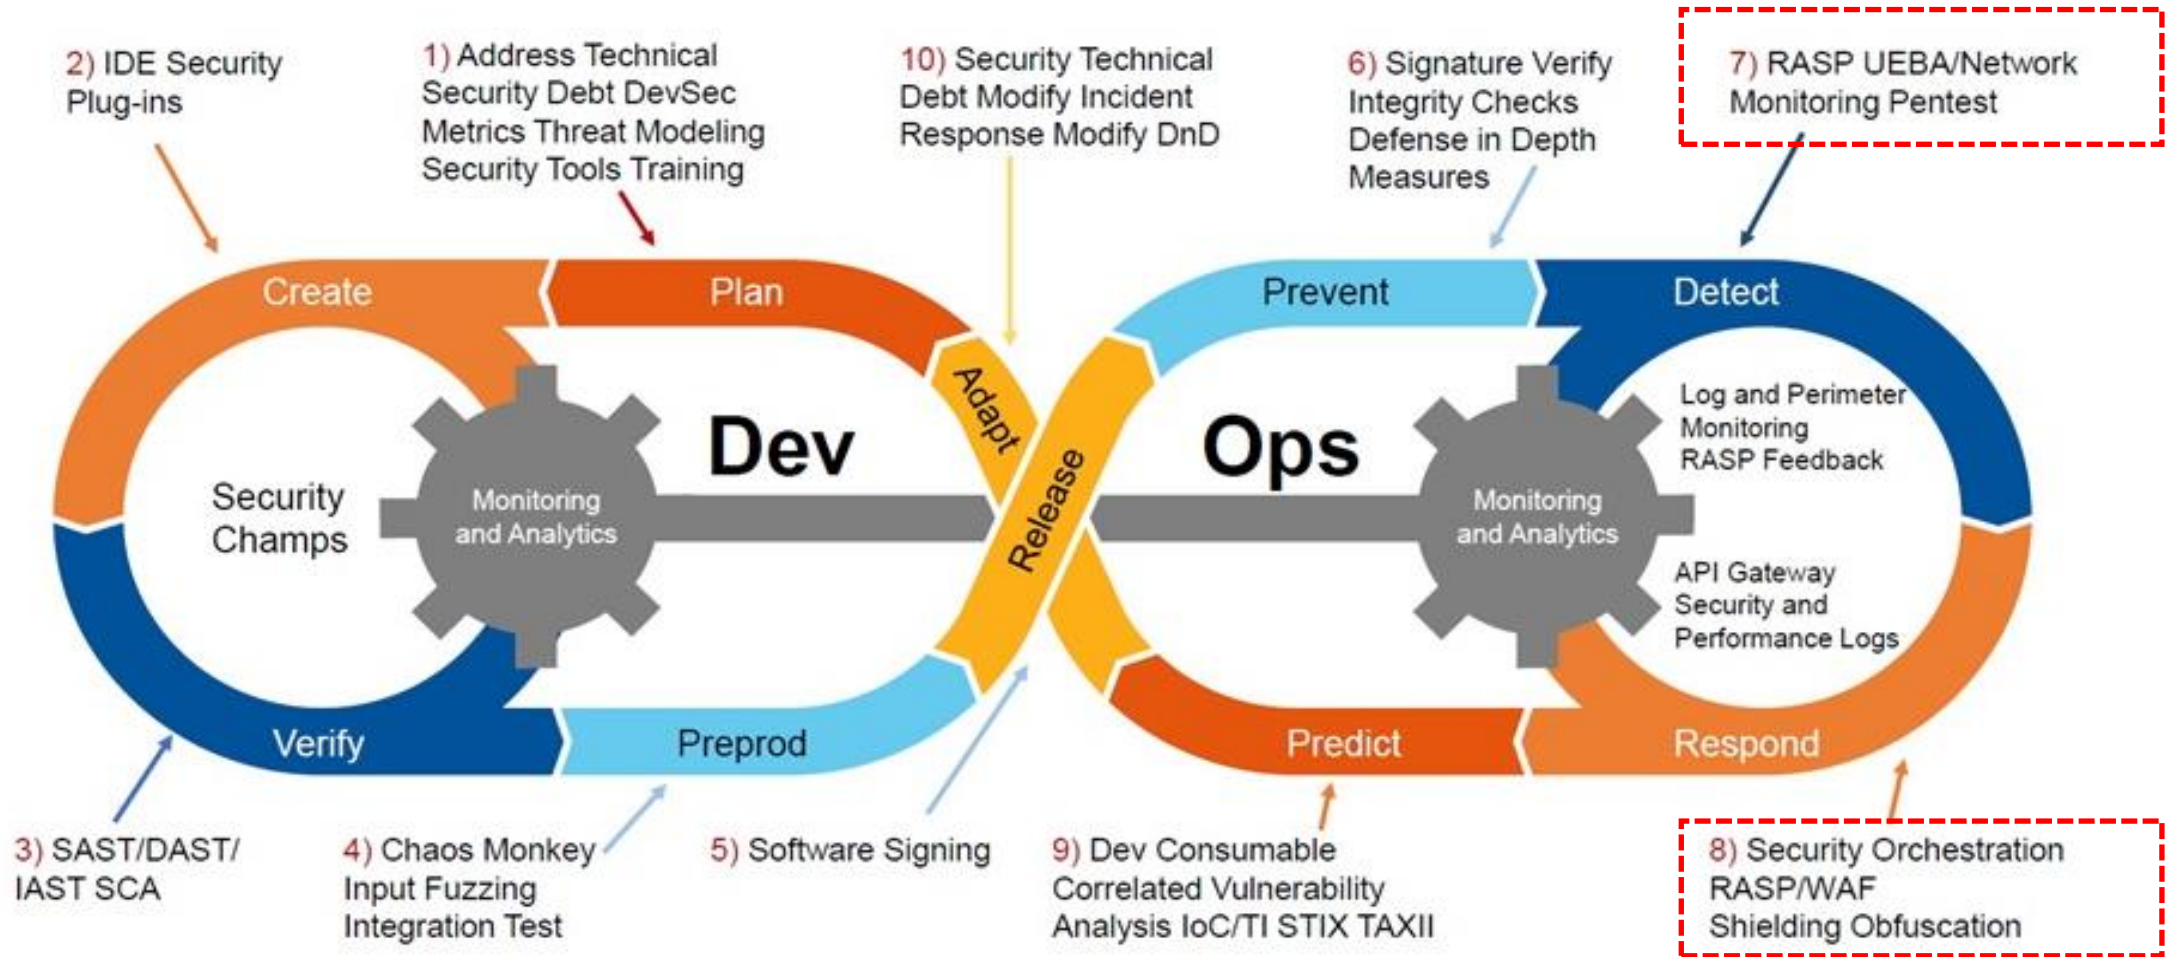 2) IDE Security
Plug-ins
1) Address Technical
Security Debt DevSec
Metrics Threat Modeling
Security Tools Training
10) Security Technical
Debt Modify Incident
Response Modify DnD
6) Signature Verify
Integrity Checks
Defense in Depth
Measures
7) RASP UEBA/Network
Monitoring Pentest
Create
Plan
Adapt
Release
Prevent
Detect
Dev
Ops
Security
Champs
Monitoring
and Analytics
Monitoring
and Analytics
Log and Perimeter
Monitoring
RASP Feedback
API Gateway
Security and
Performance Logs
Verify
Preprod
Predict
Respond
3) SAST/DAST/
IAST SCA
4) Chaos Monkey
Input Fuzzing
Integration Test
5) Software Signing
9) Dev Consumable
Correlated Vulnerability
Analysis IoC/TI STIX TAXII
8) Security Orchestration
RASP/WAF
Shielding Obfuscation